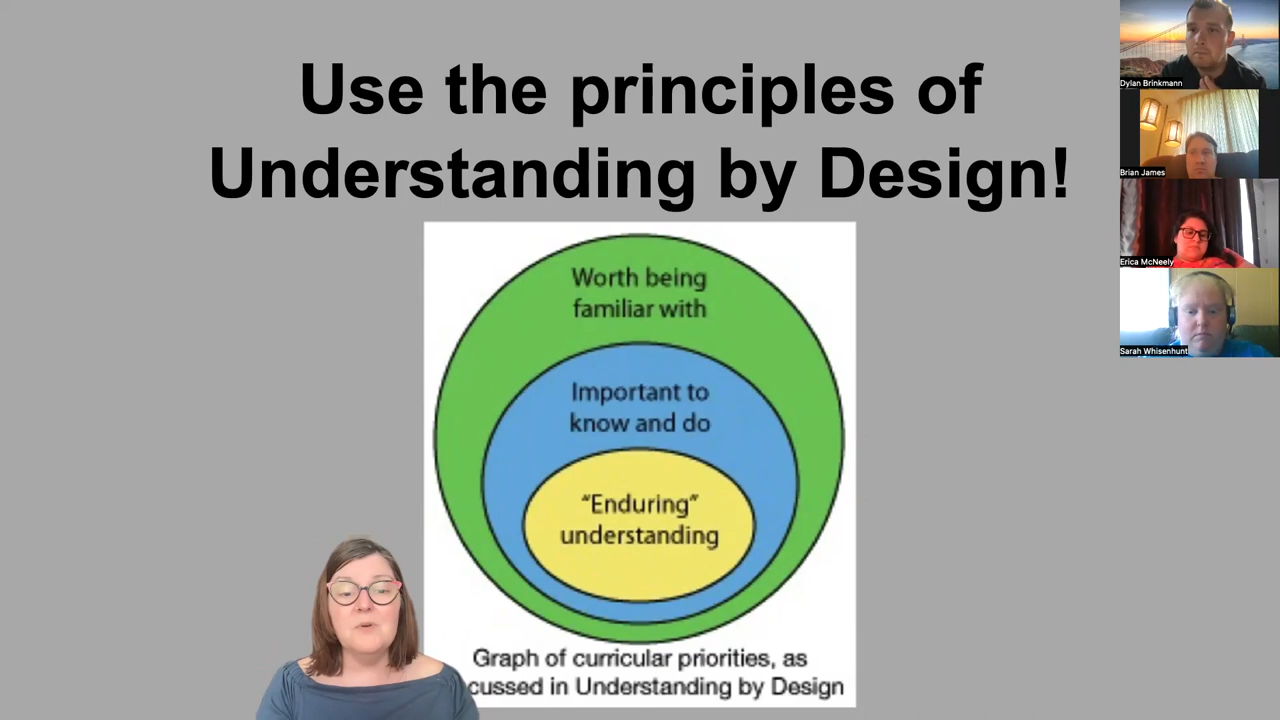 Use the principles of
Understanding by Design!
Worth being
familiar with
Important to
know and do
“Enduring”
understanding
Graph of curricular priorities, as
cussed in Understanding by Design
Dylan Brinkmann
Brian James
Erica McNeely
Sarah Whisenhunt